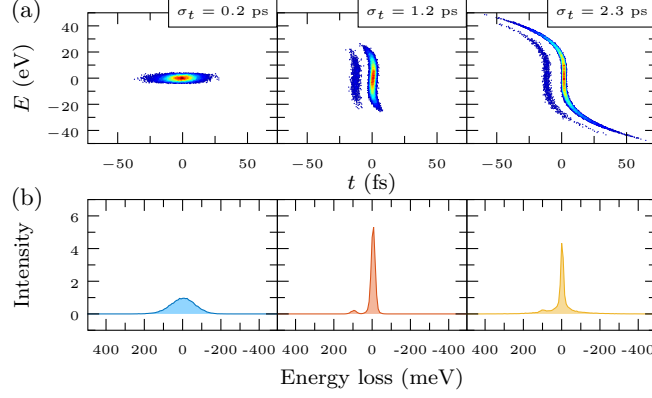 (a)
σt = 0.2 ps
σt = 1.2 ps
σt = 2.3 ps
E (eV)
40
20
0
−20
−40
−50 0 50
−50 0 50
−50 0 50
t (fs)
(b)
Intensity
6
4
2
0
400 200 0 -200 -400
400 200 0 -200 -400
400 200 0 -200 -400
Energy loss (meV)